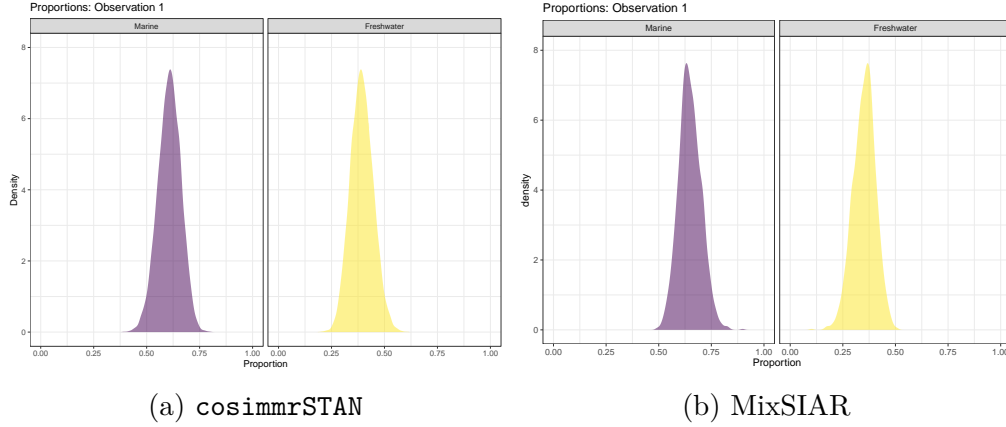 Proportions: Observation 1
Marine
Freshwater
8
6
4
2
0
Density
0.00 0.25 0.50 0.75 1.00 0.00 0.25 0.50 0.75 1.00
Proportion
(a) cosimmrSTAN
Proportions: Observation 1
Marine
Freshwater
8
6
4
2
0
density
0.00 0.25 0.50 0.75 1.00 0.00 0.25 0.50 0.75 1.00
Proportion
(b) MixSIAR